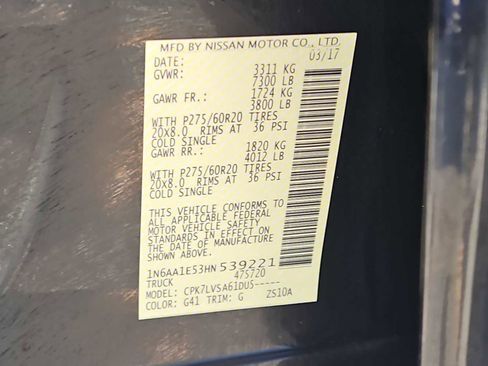 MFD BY NISSAN MOTOR CO., LTD.
DATE: 03/17
GVWR: 3311 KG
7300 LB
GAWR FR.: 1724 KG
3800 LB
WITH P275/60R20 TIRES
20X8.0 RIMS AT 36 PSI
COLD SINGLE
GAWR RR.: 1820 KG
4012 LB
WITH P275/60R20 TIRES
20X8.0 RIMS AT 36 PSI
COLD SINGLE
THIS VEHICLE CONFORMS TO
ALL APPLICABLE FEDERAL
MOTOR VEHICLE SAFETY
STANDARDS IN EFFECT ON
THE DATE OF MANUFACTURE
SHOWN ABOVE.
1N6AA1E53HN 539221
TRUCK 475720
MODEL: CPK7LVSA61DUS-----
COLOR: G41 TRIM: G ZS10A